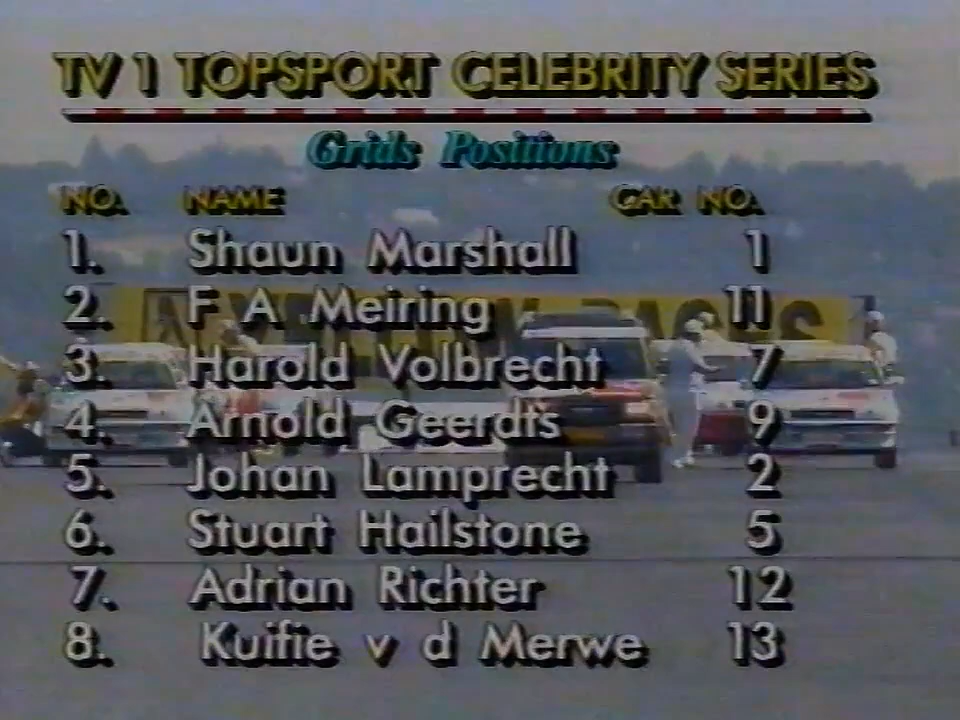 TV 1 TOPSPORT CELEBRITY SERIES
Grids Positions
NO. NAME CAR NO.
1. Shaun Marshall 1
2. F A Meiring 11
3. Harold Volbrecht 7
4. Arnold Geerdts 9
5. Johan Lamprecht 2
6. Stuart Hailstone 5
7. Adrian Richter 12
8. Kuifie v d Merwe 13